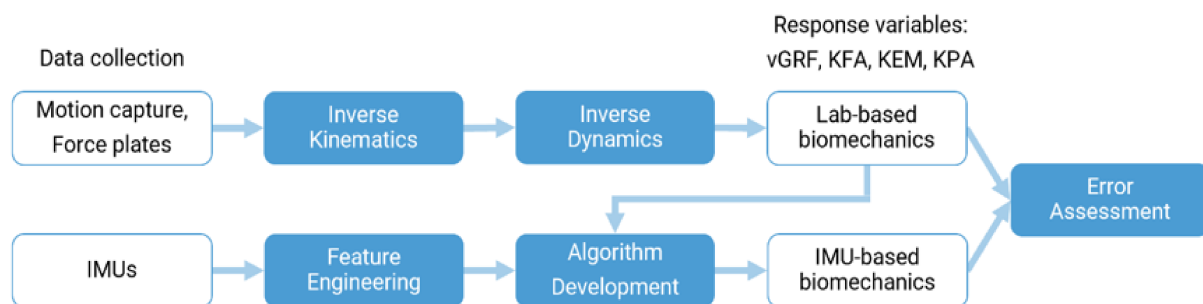 Data collection
Response variables:
vGRF, KFA, KEM, KPA
Motion capture,
Force plates
Inverse
Kinematics
Inverse
Dynamics
Lab-based
biomechanics
Error
Assessment
IMUs
Feature
Engineering
Algorithm
Development
IMU-based
biomechanics